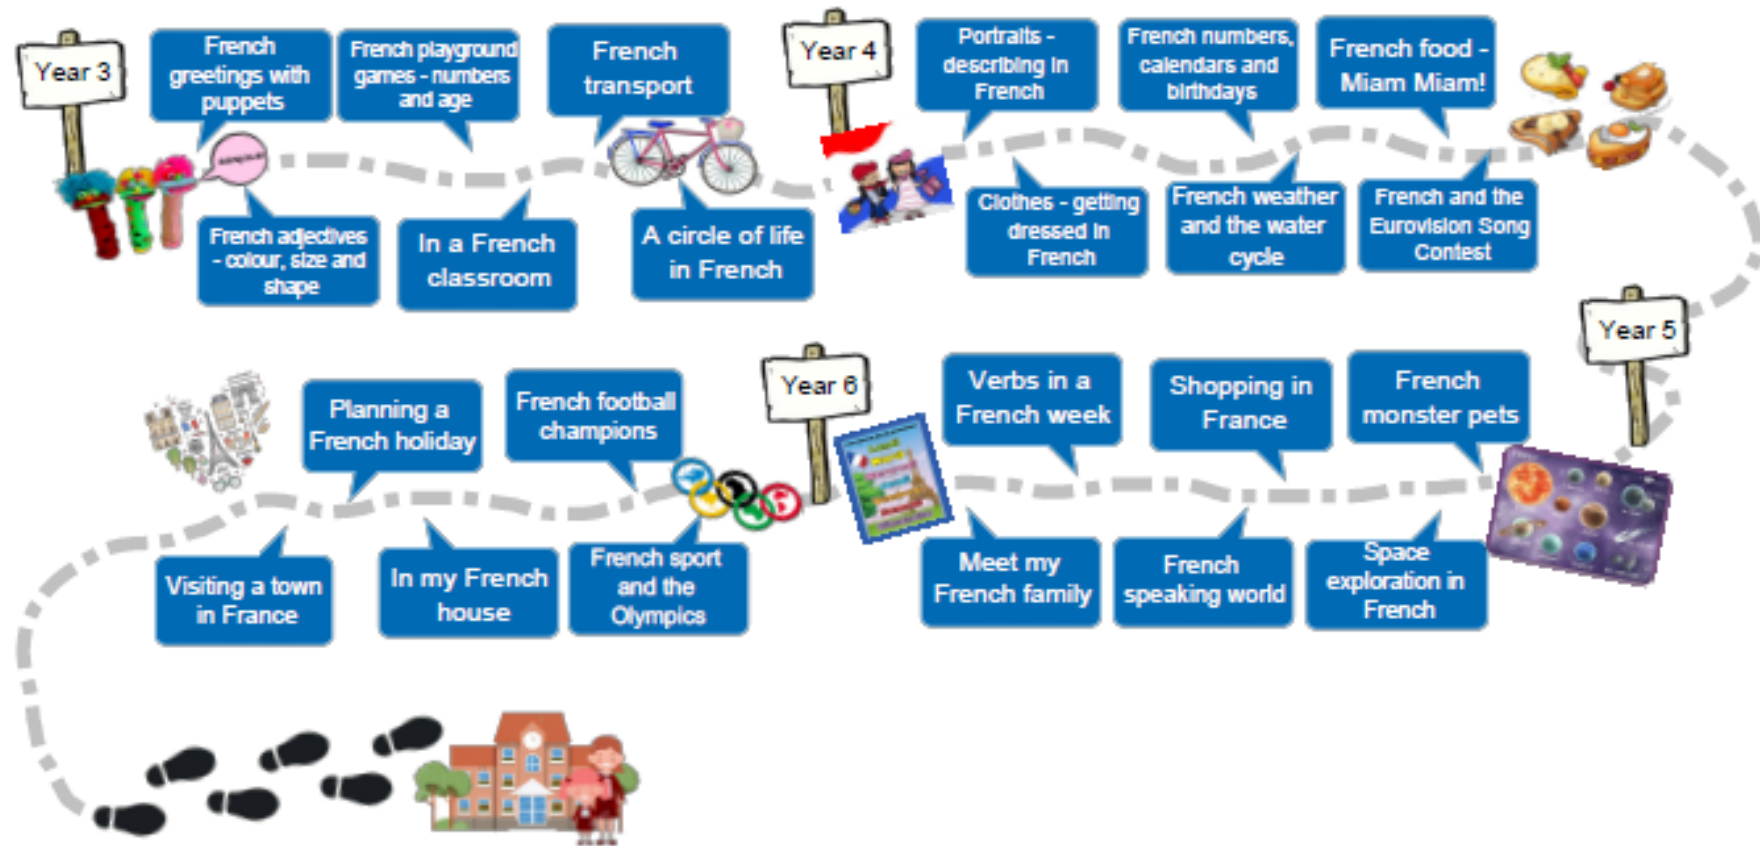 Year 3
French
greetings with
puppets
French adjectives
- colour, size and
shape
French playground
games - numbers
and age
In a French
classroom
French
transport
A circle of life
in French
Year 4
Portraits -
describing in
French
Clothes - getting
dressed in
French
French numbers,
calendars and
birthdays
French weather
and the water
cycle
French food -
Miam Miam!
French and the
Eurovision Song
Contest
Year 5
French
monster pets
Space
exploration in
French
Shopping in
France
French
speaking world
Verbs in a
French week
Meet my
French family
Year 6
French football
champions
French sport
and the
Olympics
Planning a
French holiday
In my French
house
Visiting a town
in France